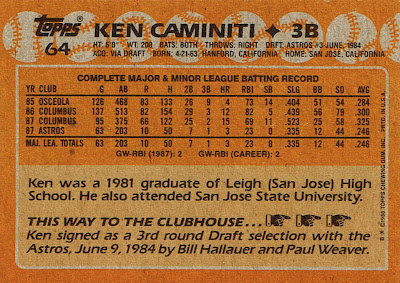 topps
64
KEN CAMINITI ◆ 3B
HT: 6'0" WT: 200 BATS: BOTH THROWS: RIGHT DRAFT: ASTROS #3-JUNE, 1984
ACQ: VIA DRAFT BORN: 4-21-63, HANFORD, CALIFORNIA HOME: SAN JOSE, CALIFORNIA
COMPLETE MAJOR & MINOR LEAGUE BATTING RECORD
YR CLUB G AB R H 2B 3B HR RBI SB SLG BB SO AVG
85 OSCEOLA 126 468 83 133 26 9 4 73 14 .404 51 54 .284
86 COLUMBUS 137 513 82 154 29 3 12 82 5 .439 56 79 .300
87 COLUMBUS 95 375 66 122 25 2 15 69 11 .523 25 58 .325
87 ASTROS 63 203 10 50 7 1 3 23 0 .335 12 44 .246
MAJ. LEA. TOTALS 63 203 10 50 7 1 3 23 0 .335 12 44 .246
GW-RBI (1987): 2 GW-RBI (CAREER): 2
Ken was a 1981 graduate of Leigh (San Jose) High
School. He also attended San Jose State University.
THIS WAY TO THE CLUBHOUSE...
Ken signed as a 3rd round Draft selection with the
Astros, June 9, 1984 by Bill Hallauer and Paul Weaver.
©1988 TOPPS CHEWING GUM, INC. PRTD. IN U.S.A.